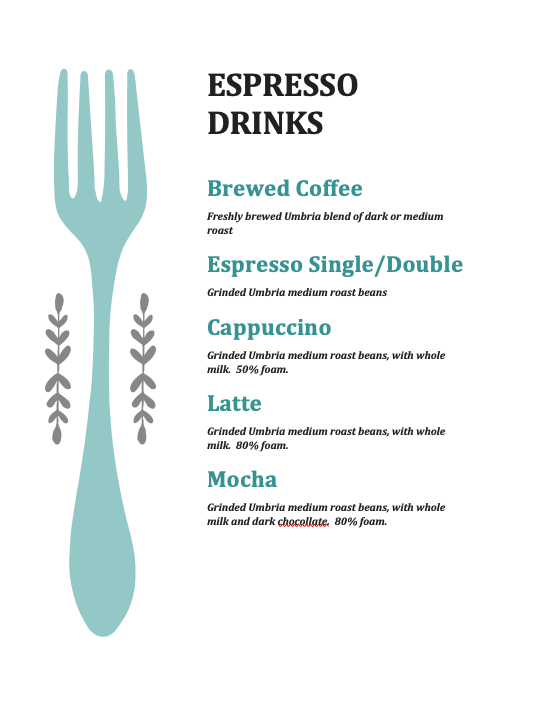 ESPRESSO
DRINKS
Brewed Coffee
Freshly brewed Umbria blend of dark or medium
roast
Espresso Single/Double
Grinded Umbria medium roast beans
Cappuccino
Grinded Umbria medium roast beans, with whole
milk.  50% foam.
Latte
Grinded Umbria medium roast beans, with whole
milk.  80% foam.
Mocha
Grinded Umbria medium roast beans, with whole
milk and dark chocollate.  80% foam.